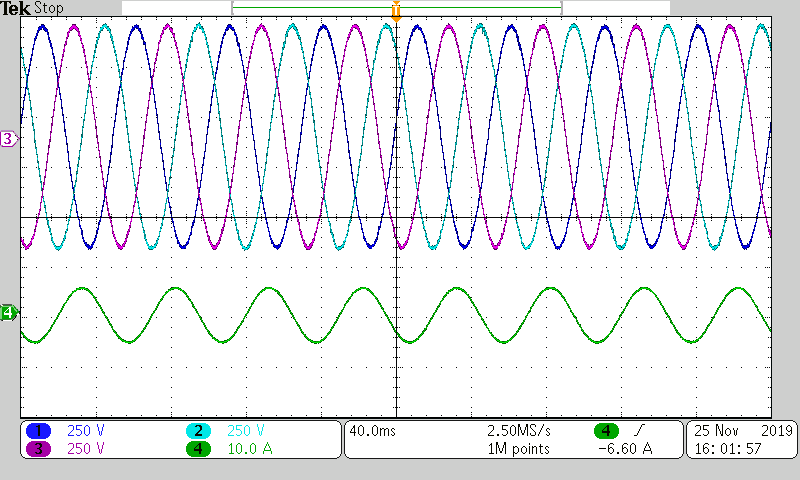 Tek Stop
T
3
4
1 250 V 2 250 V 40.0ms 2.50MS/s 4 25 Nov 2019
3 250 V 4 10.0 A 1M points -6.60 A 16:01:57